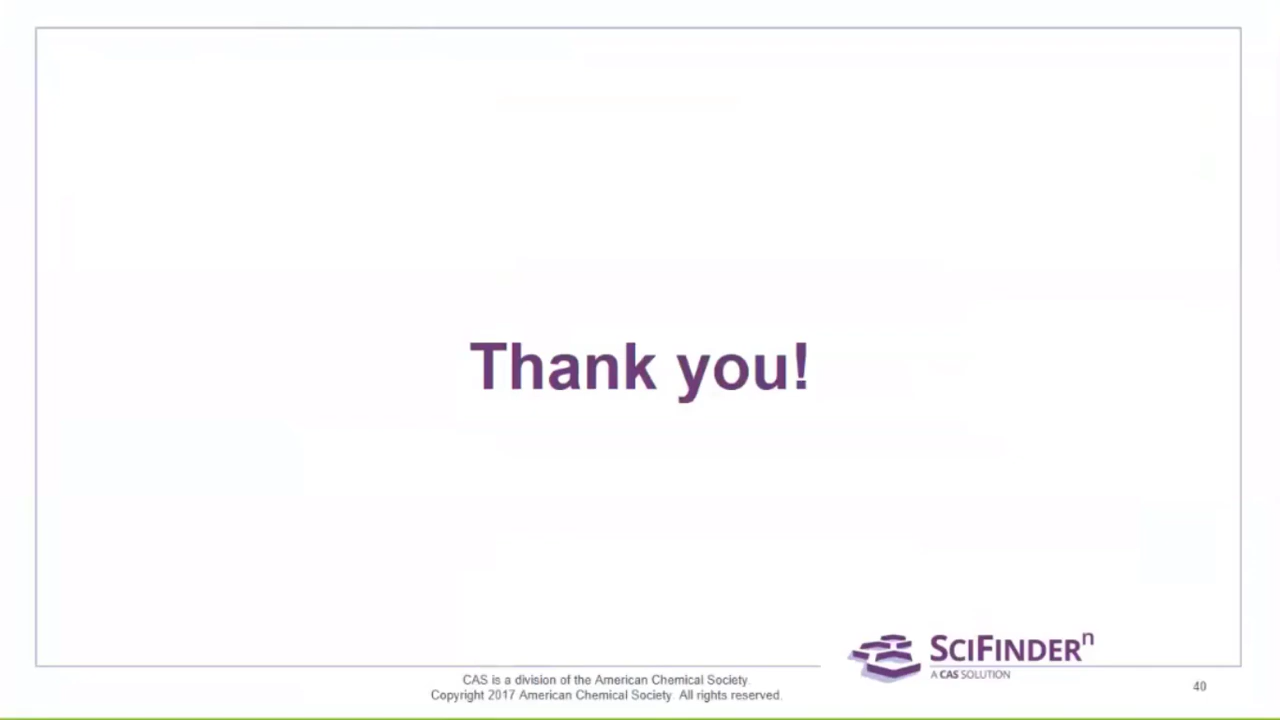 Thank you!
SCIFINDERⁿ
A CAS SOLUTION
CAS is a division of the American Chemical Society.
Copyright 2017 American Chemical Society. All rights reserved.
40